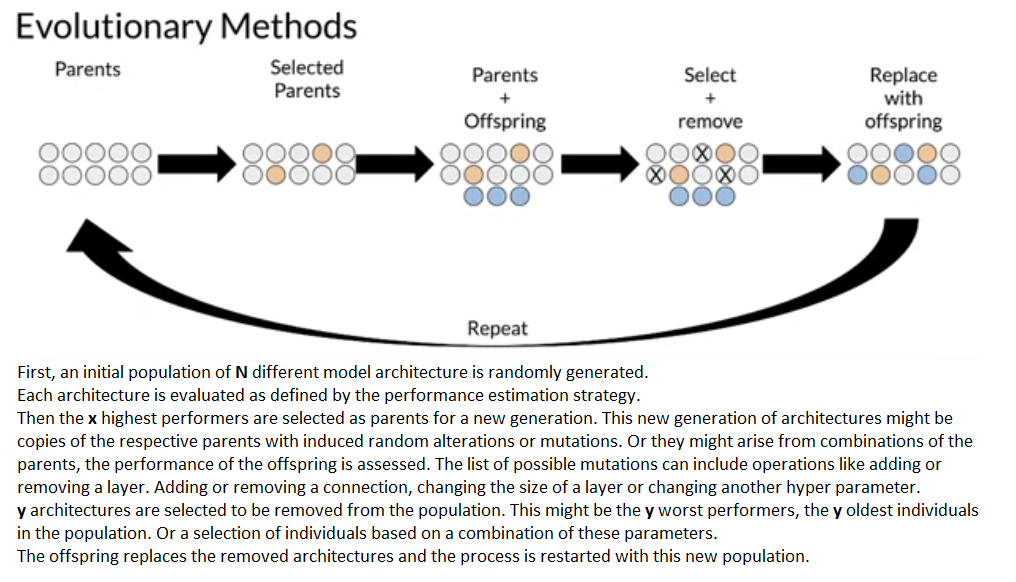 Evolutionary Methods
Parents
Selected
Parents
Parents
+
Offspring
Select
+
remove
Replace
with
offspring
X
X
X
Repeat
First, an initial population of N different model architecture is randomly generated.
Each architecture is evaluated as defined by the performance estimation strategy.
Then the x highest performers are selected as parents for a new generation. This new generation of architectures might be
copies of the respective parents with induced random alterations or mutations. Or they might arise from combinations of the
parents, the performance of the offspring is assessed. The list of possible mutations can include operations like adding or
removing a layer. Adding or removing a connection, changing the size of a layer or changing another hyper parameter.
y architectures are selected to be removed from the population. This might be the y worst performers, the y oldest individuals
in the population. Or a selection of individuals based on a combination of these parameters.
The offspring replaces the removed architectures and the process is restarted with this new population.